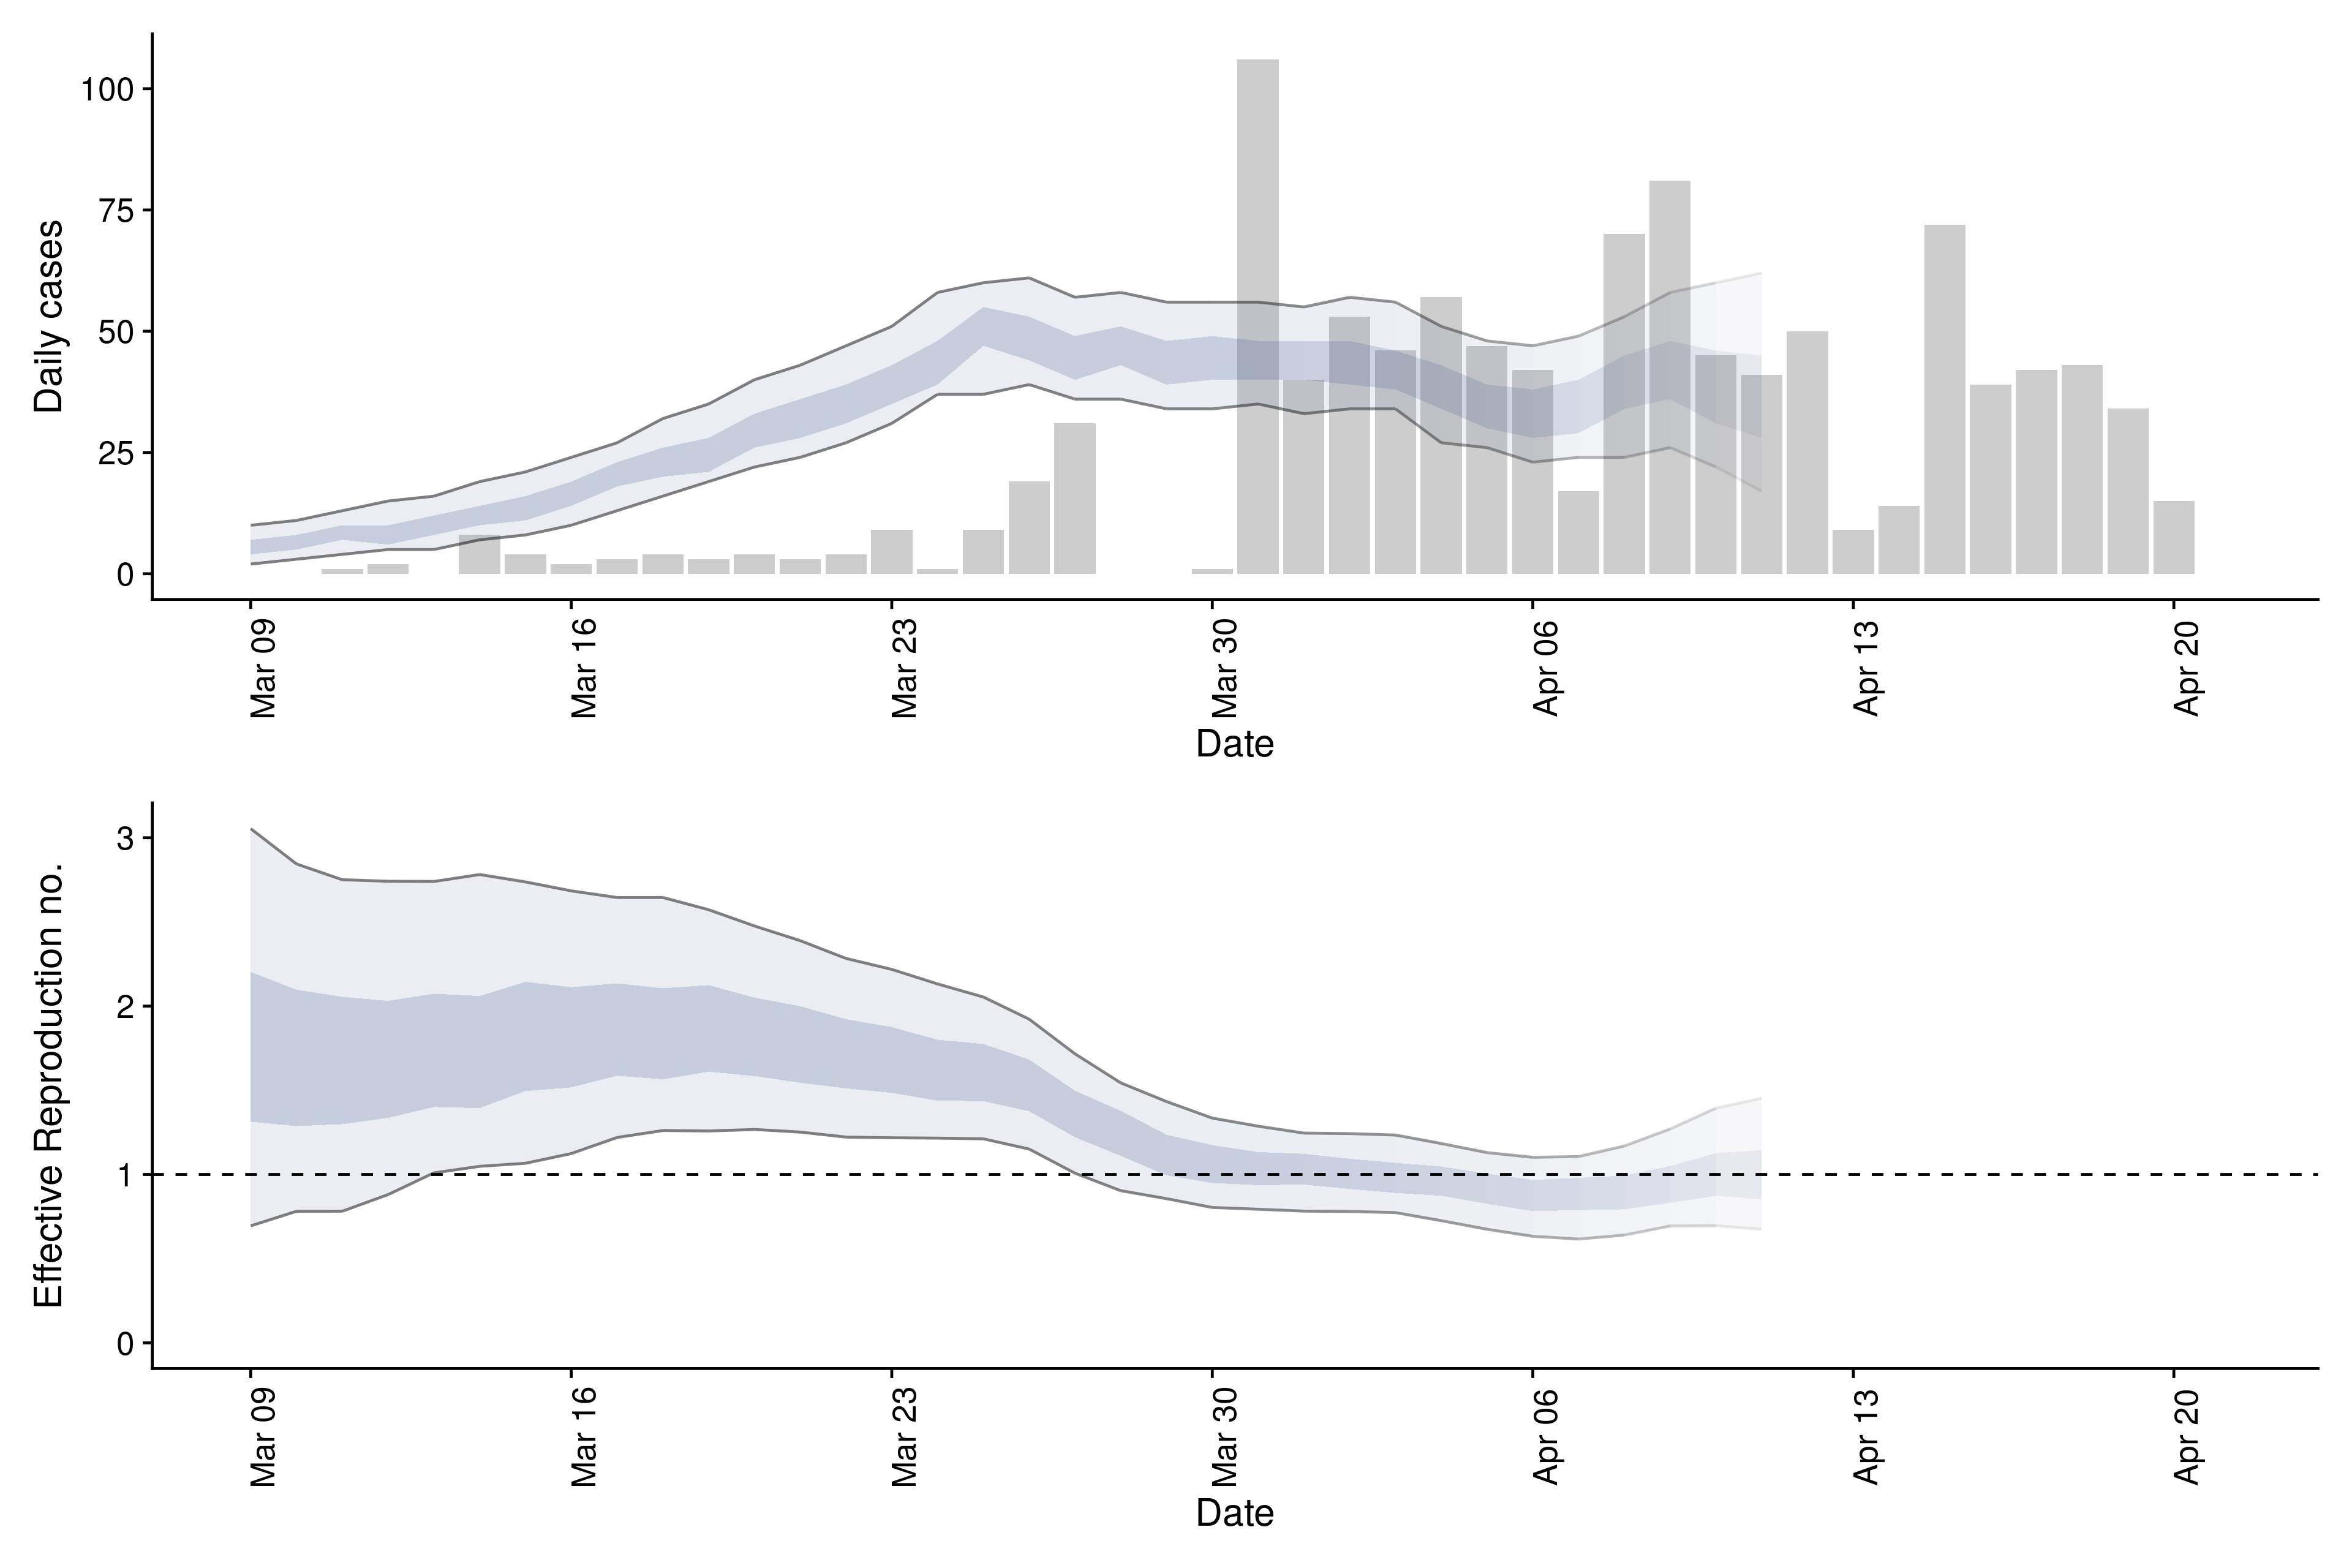 Daily cases
100
75
50
25
0
Mar 09
Mar 16
Mar 23
Mar 30
Apr 06
Apr 13
Apr 20
Date
Effective Reproduction no.
3
2
1
0
Mar 09
Mar 16
Mar 23
Mar 30
Apr 06
Apr 13
Apr 20
Date